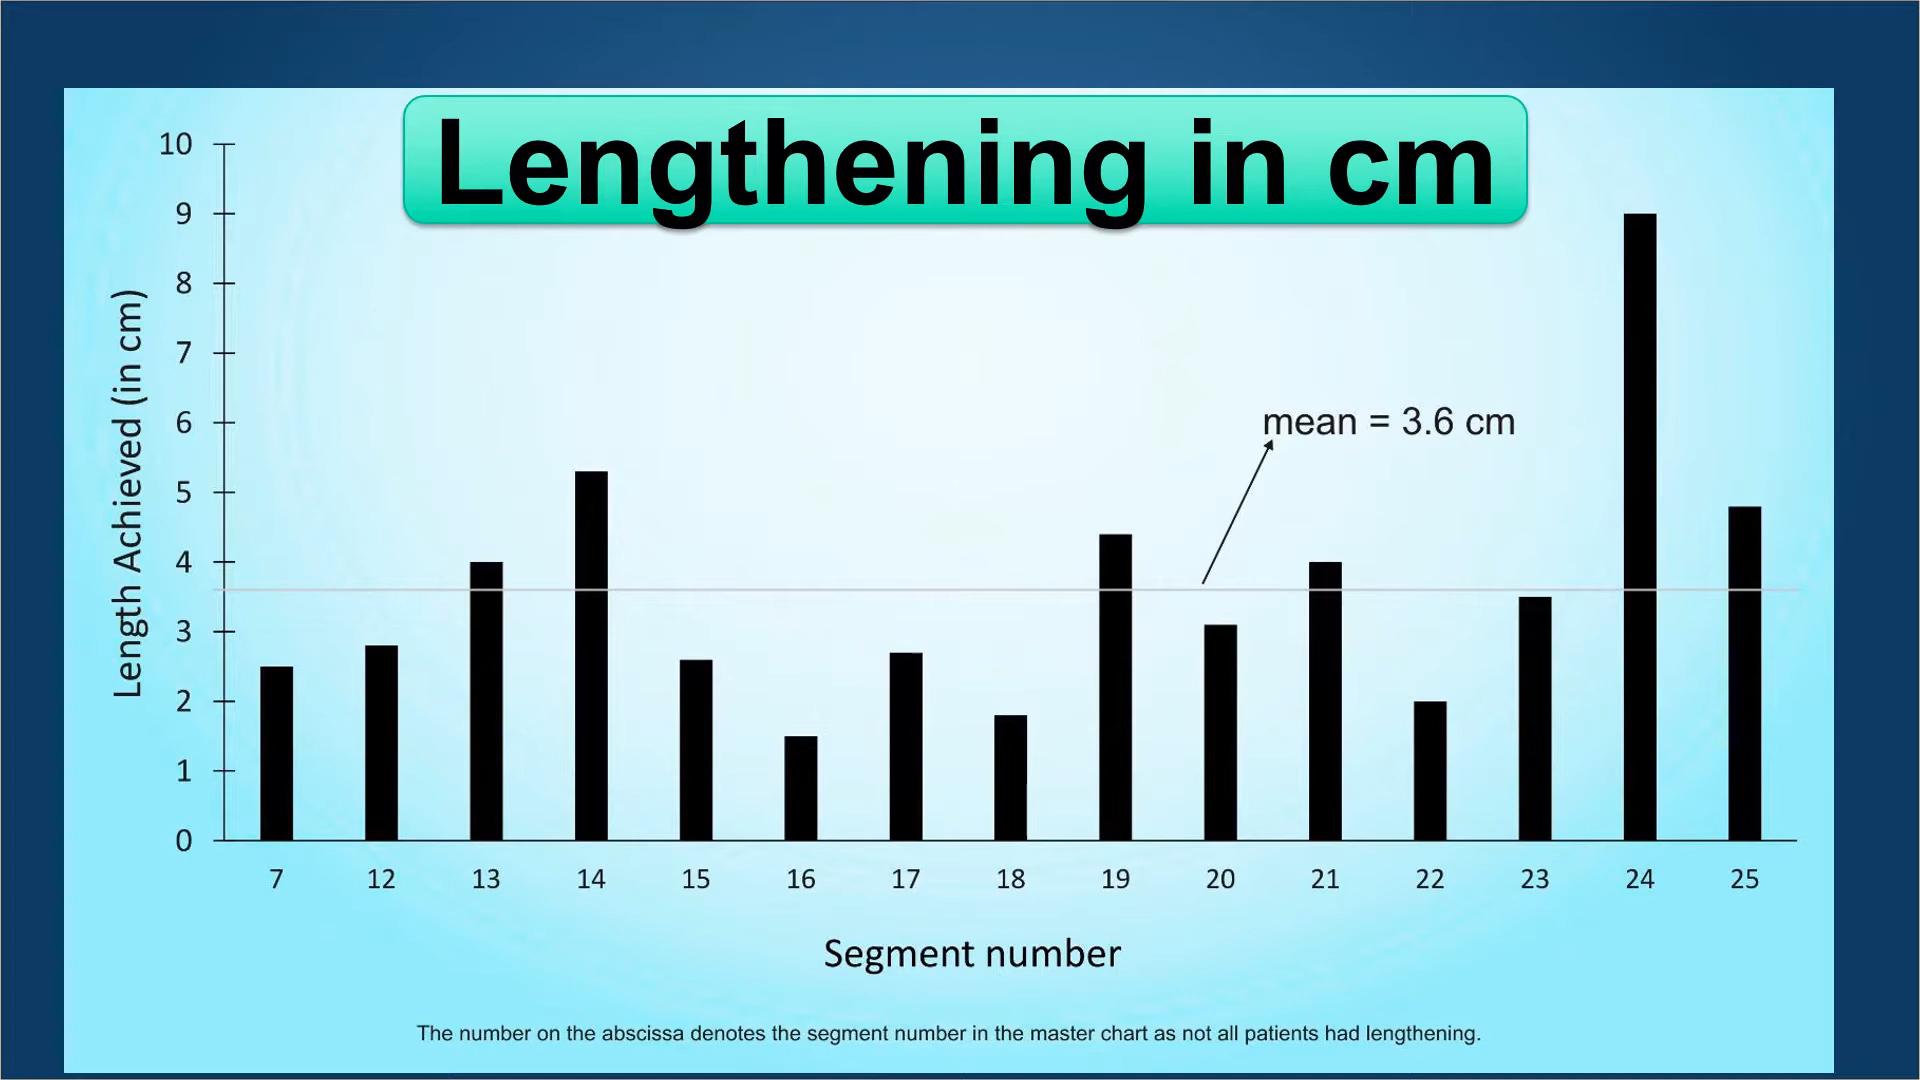 Lengthening in cm
10
9
8
7
6
5
4
3
2
1
0
Length Achieved (in cm)
mean = 3.6 cm
7 12 13 14 15 16 17 18 19 20 21 22 23 24 25
Segment number
The number on the abscissa denotes the segment number in the master chart as not all patients had lengthening.